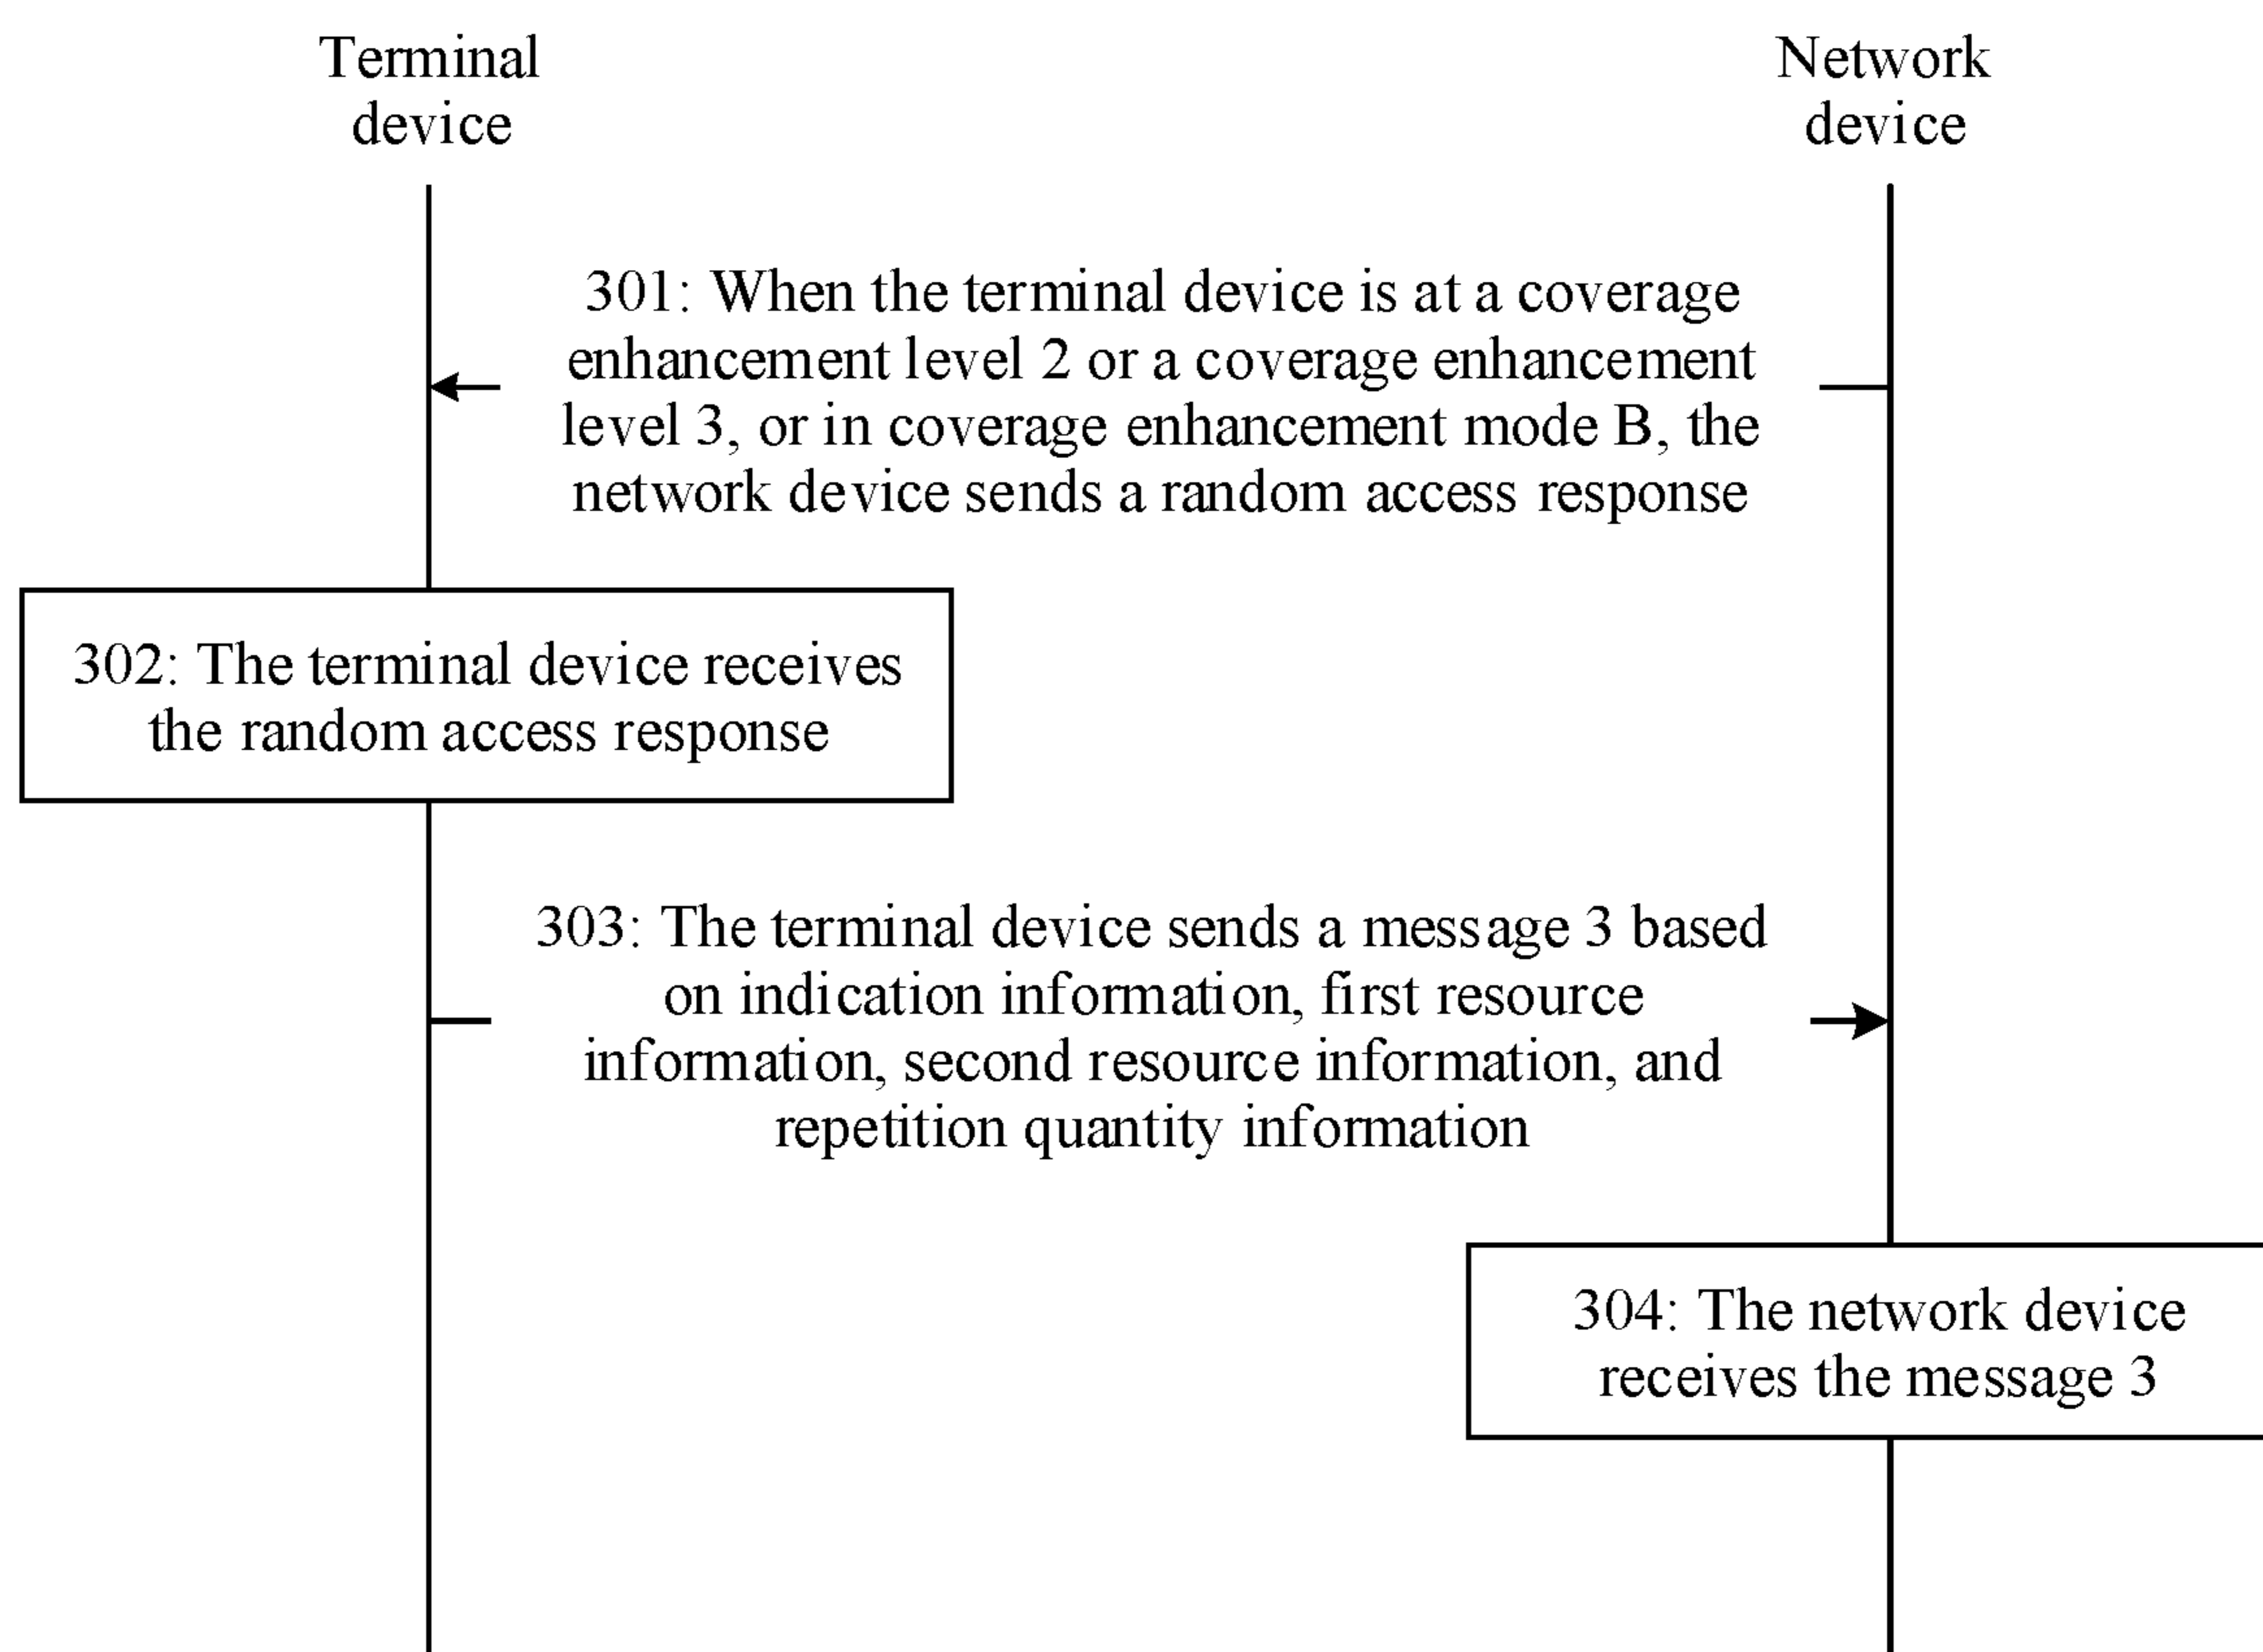 Terminal
device
Network
device
301: When the terminal device is at a coverage
enhancement level 2 or a coverage enhancement
level 3, or in coverage enhancement mode B, the
network device sends a random access response
302: The terminal device receives
the random access response
303: The terminal device sends a message 3 based
on indication information, first resource
information, second resource information, and
repetition quantity information
304: The network device
receives the message 3